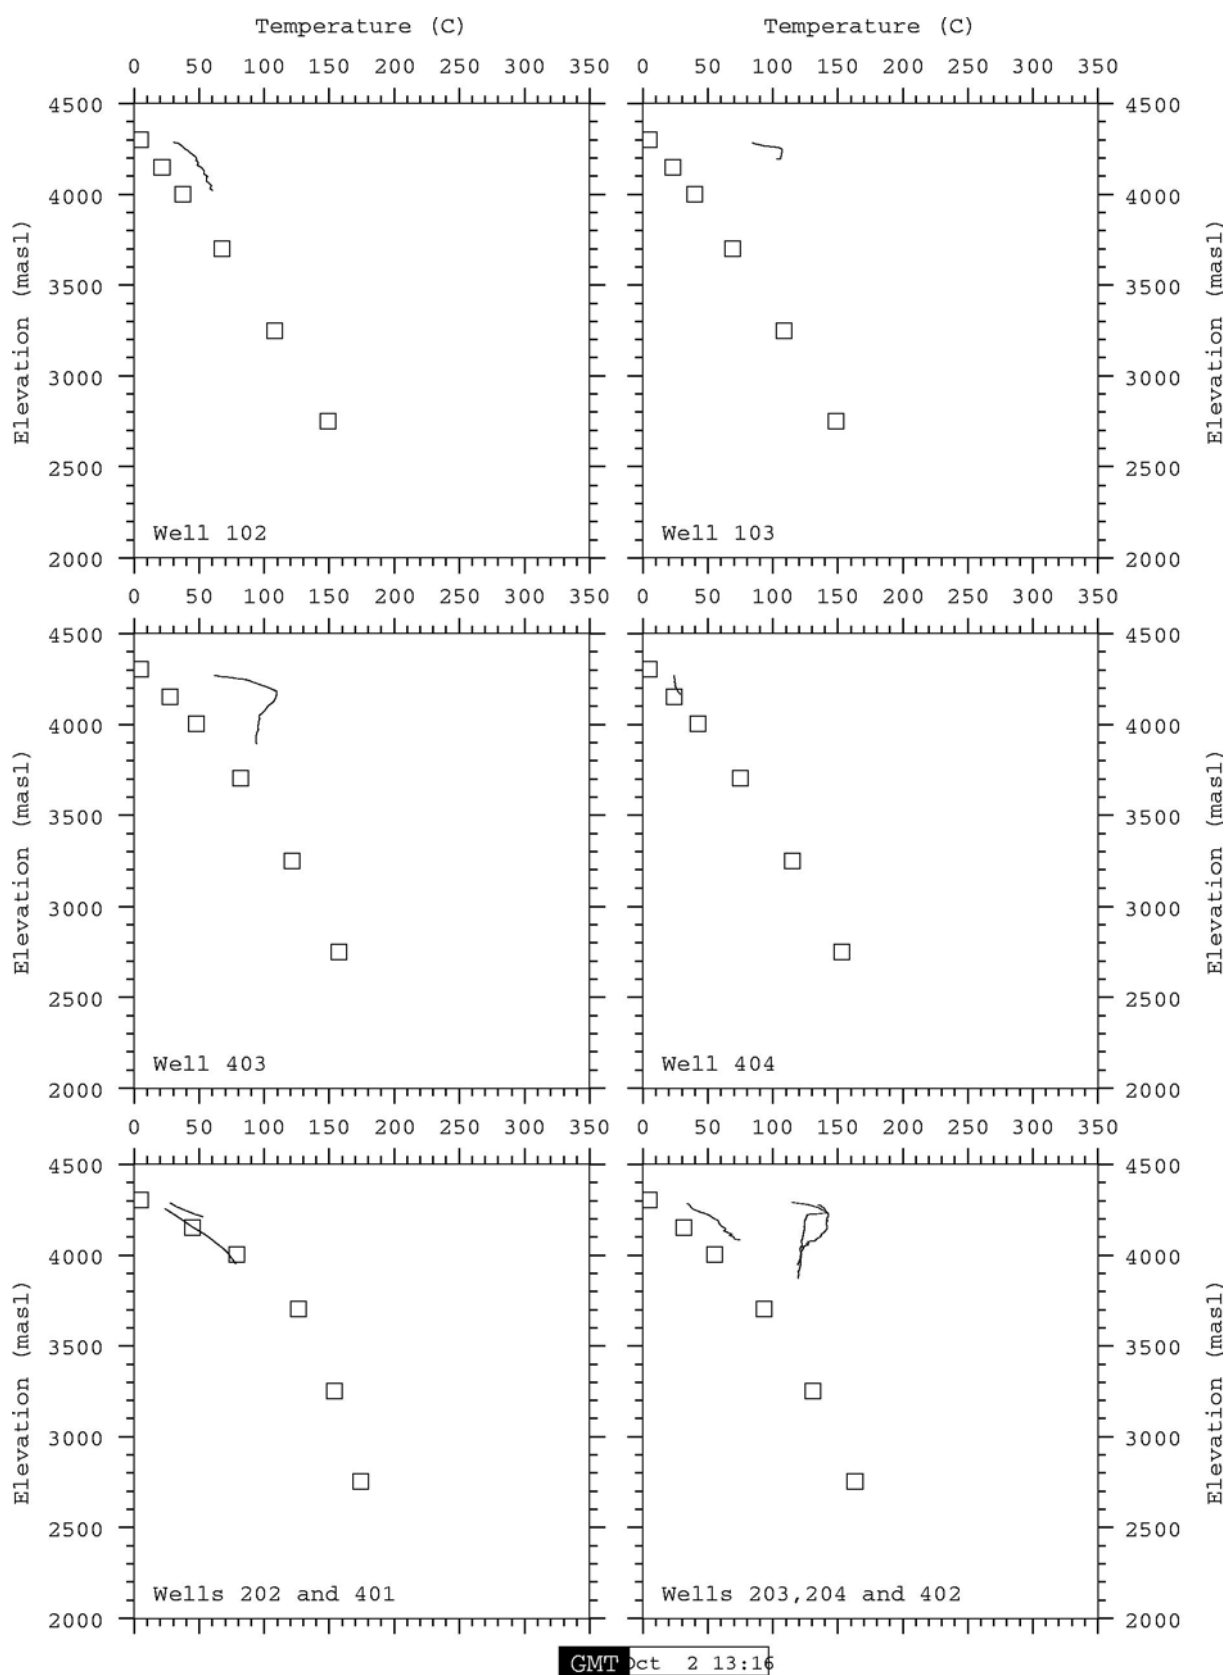 Temperature (C) Temperature (C)
0 50 100 150 200 250 300 350 0 50 100 150 200 250 300 350
4500 4500
4000 4000
3500 3500
3000 3000
2500 2500
2000 2000
Elevation (masl) Elevation (masl)
Well 102 Well 103
0 50 100 150 200 250 300 350 0 50 100 150 200 250 300 350
4500 4500
4000 4000
3500 3500
3000 3000
2500 2500
2000 2000
Elevation (masl) Elevation (masl)
Well 403 Well 404
0 50 100 150 200 250 300 350 0 50 100 150 200 250 300 350
4500 4500
4000 4000
3500 3500
3000 3000
2500 2500
2000 2000
Elevation (masl) Elevation (masl)
Wells 202 and 401 Wells 203,204 and 402
GMT Oct 2 13:16